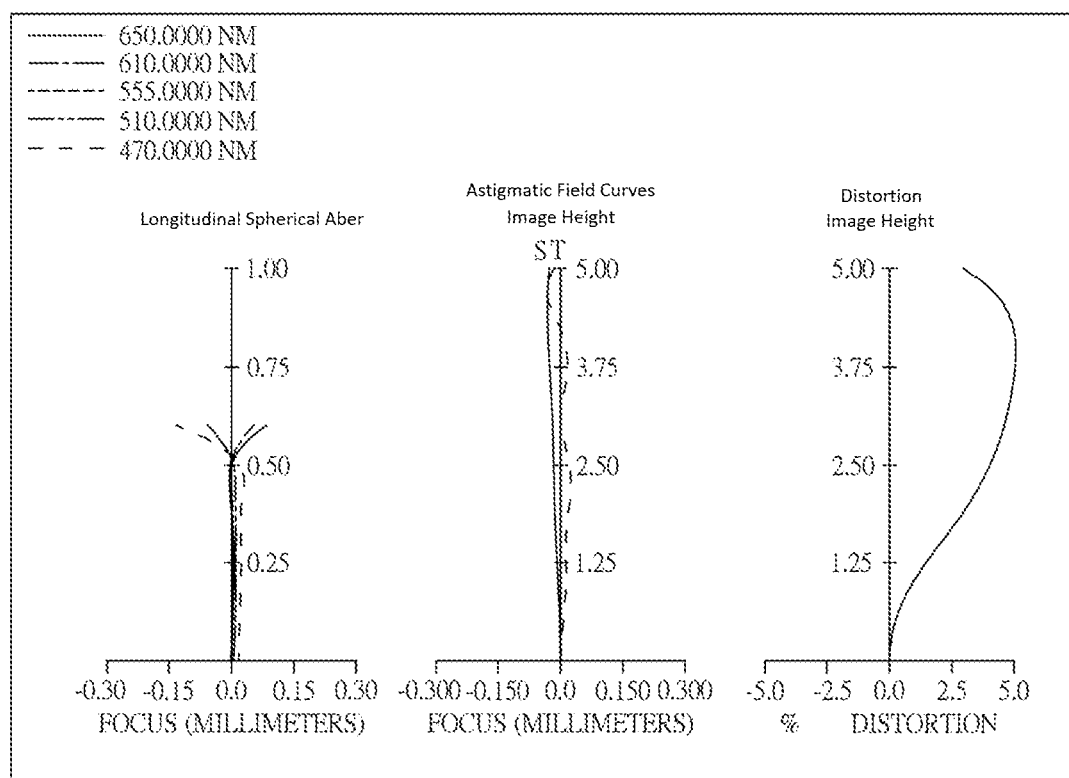 650.0000 NM
610.0000 NM
555.0000 NM
510.0000 NM
470.0000 NM
Longitudinal Spherical Aber
1.00
0.75
0.50
0.25
-0.30 -0.15 0.0 0.15 0.30
FOCUS (MILLIMETERS)
Astigmatic Field Curves
Image Height
ST
5.00
3.75
2.50
1.25
-0.300 -0.150 0.0 0.150 0.300
FOCUS (MILLIMETERS)
Distortion
Image Height
5.00
3.75
2.50
1.25
-5.0 -2.5 0.0 2.5 5.0
% DISTORTION